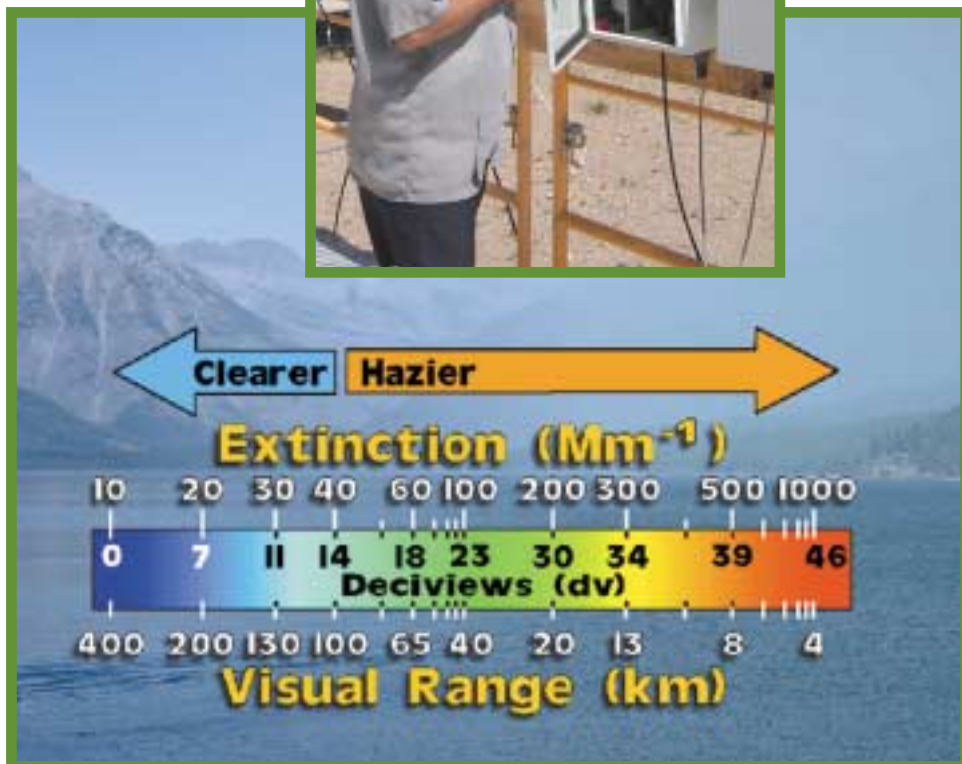 Clearer Hazier
Extinction (Mm⁻¹)
10 20 30 40 60 100 200 300 500 1000
0 7 11 14 18 23 30 34 39 46
Deciviews (dv)
400 200 130 100 65 40 20 13 8 4
Visual Range (km)